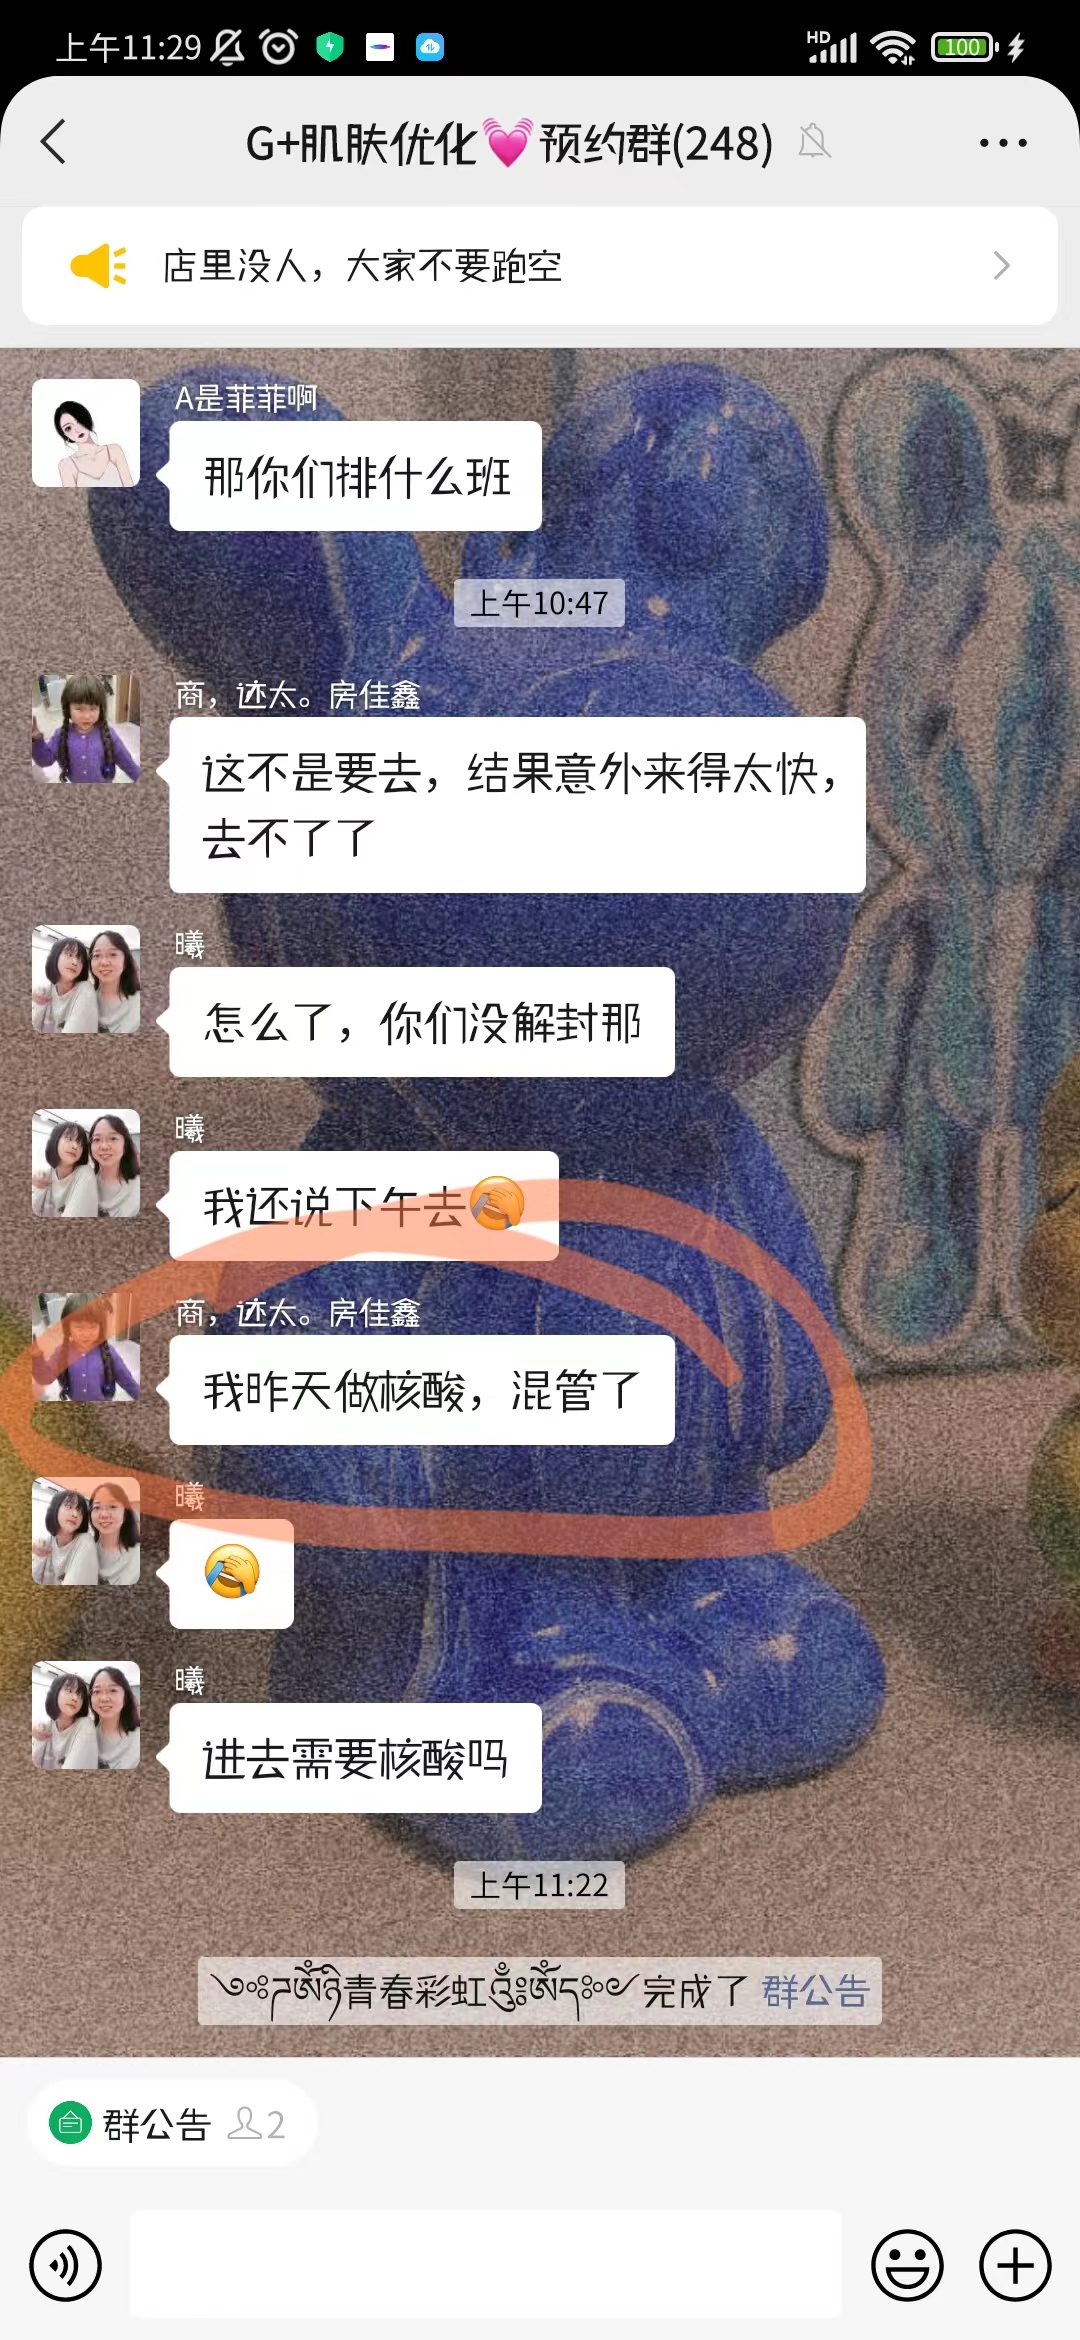 上午11:29
HD
100
G+肌肤优化💓预约群(248)
店里没人，大家不要跑空
A是菲菲啊
那你们排什么班
上午10:47
商，迹太。房佳鑫
这不是要去，结果意外来得太快，
去不了了
曦
怎么了，你们没解封那
曦
我还说下午去🤦
商，迹太。房佳鑫
我昨天做核酸，混管了
曦
曦
进去需要核酸吗
上午11:22
青春彩虹
完成了 群公告
群公告 2